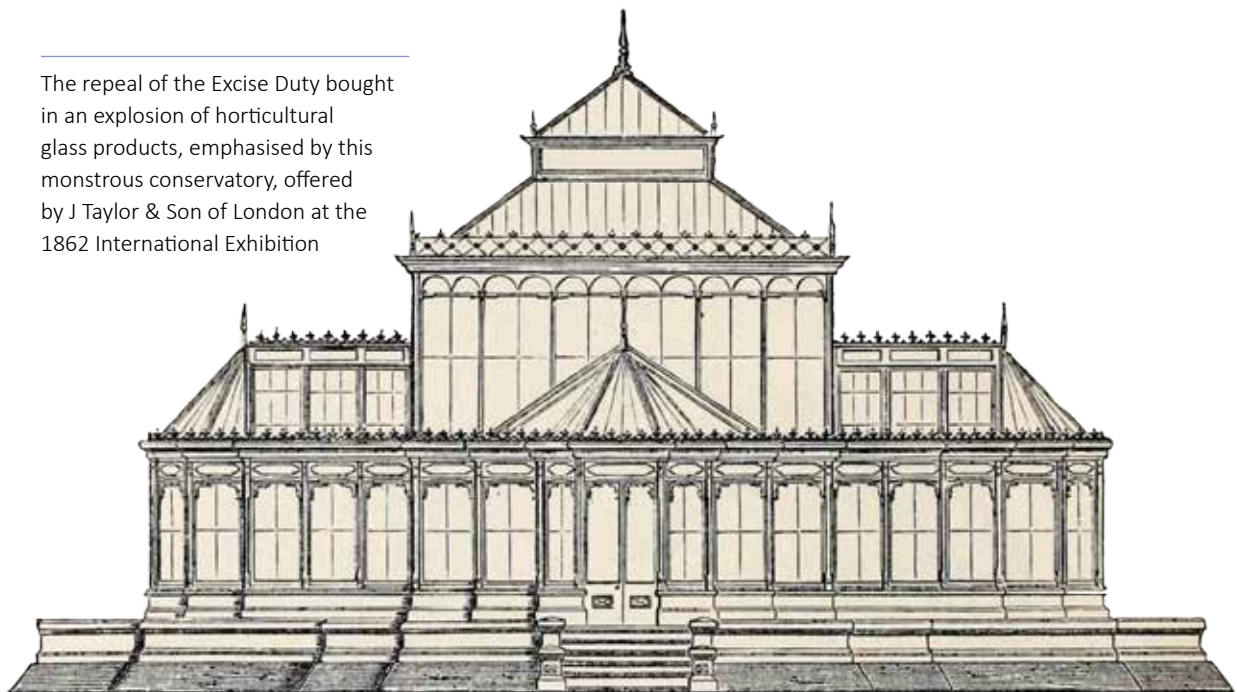 The repeal of the Excise Duty bought
in an explosion of horticultural
glass products, emphasised by this
monstrous conservatory, offered
by J Taylor & Son of London at the
1862 International Exhibition